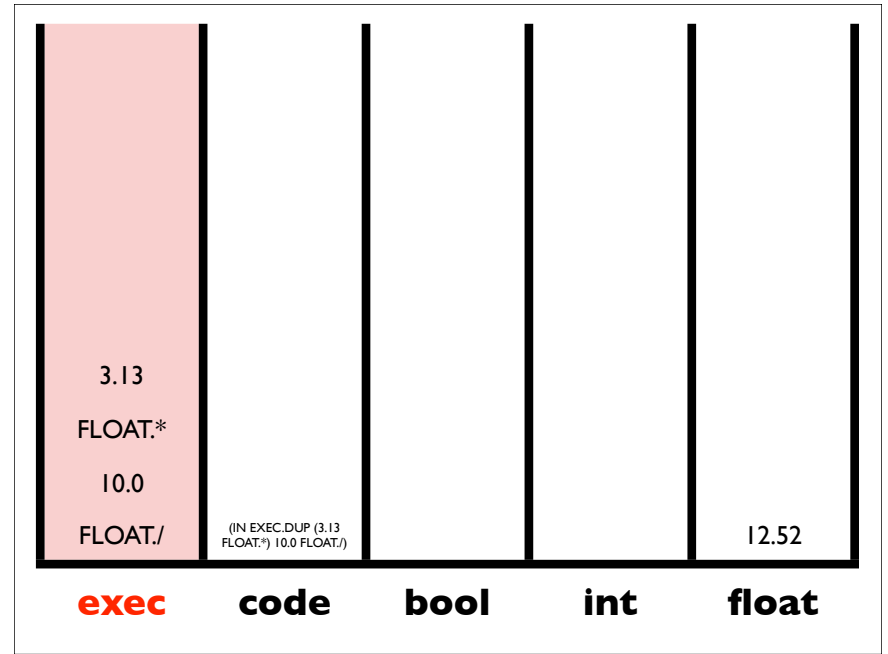 3.13
FLOAT.*
10.0
FLOAT./
(IN EXEC.DUP (3.13
FLOAT.*) 10.0 FLOAT./)
12.52
exec code bool int float